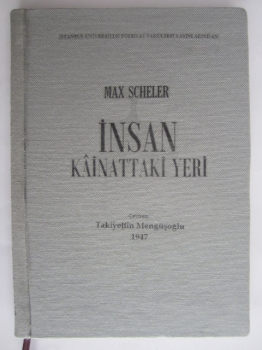 İSTANBUL ÜNİVERSİTESİ EDEBİYAT FAKÜLTESİ YAYINLARINDAN
MAX SCHELER
İNSAN
KÂİNATTAKİ YERİ
Çeviren:
Takiyettin Mengüşoğlu
1947